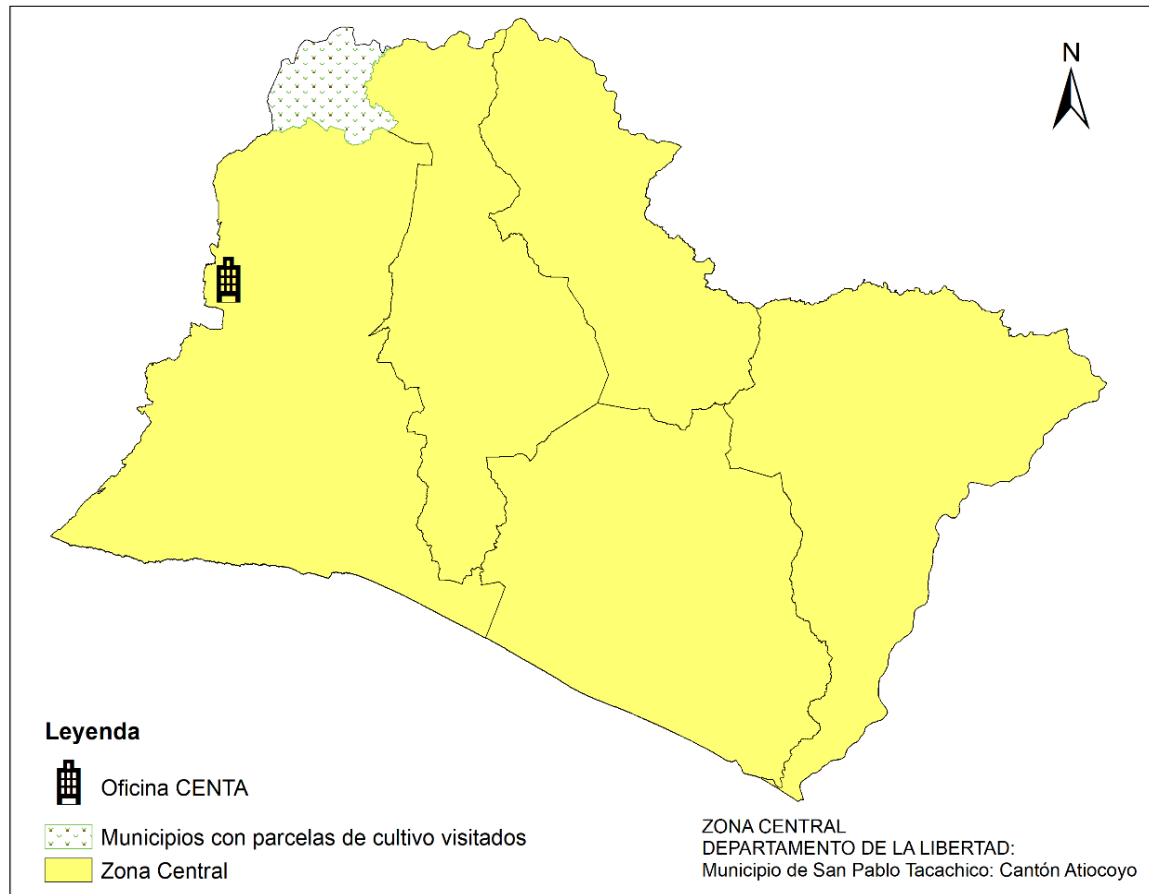 N
Leyenda
Oficina CENTA
Municipios con parcelas de cultivo visitados
Zona Central
ZONA CENTRAL
DEPARTAMENTO DE LA LIBERTAD:
Municipio de San Pablo Tacachico: Cantón Atiocoyo